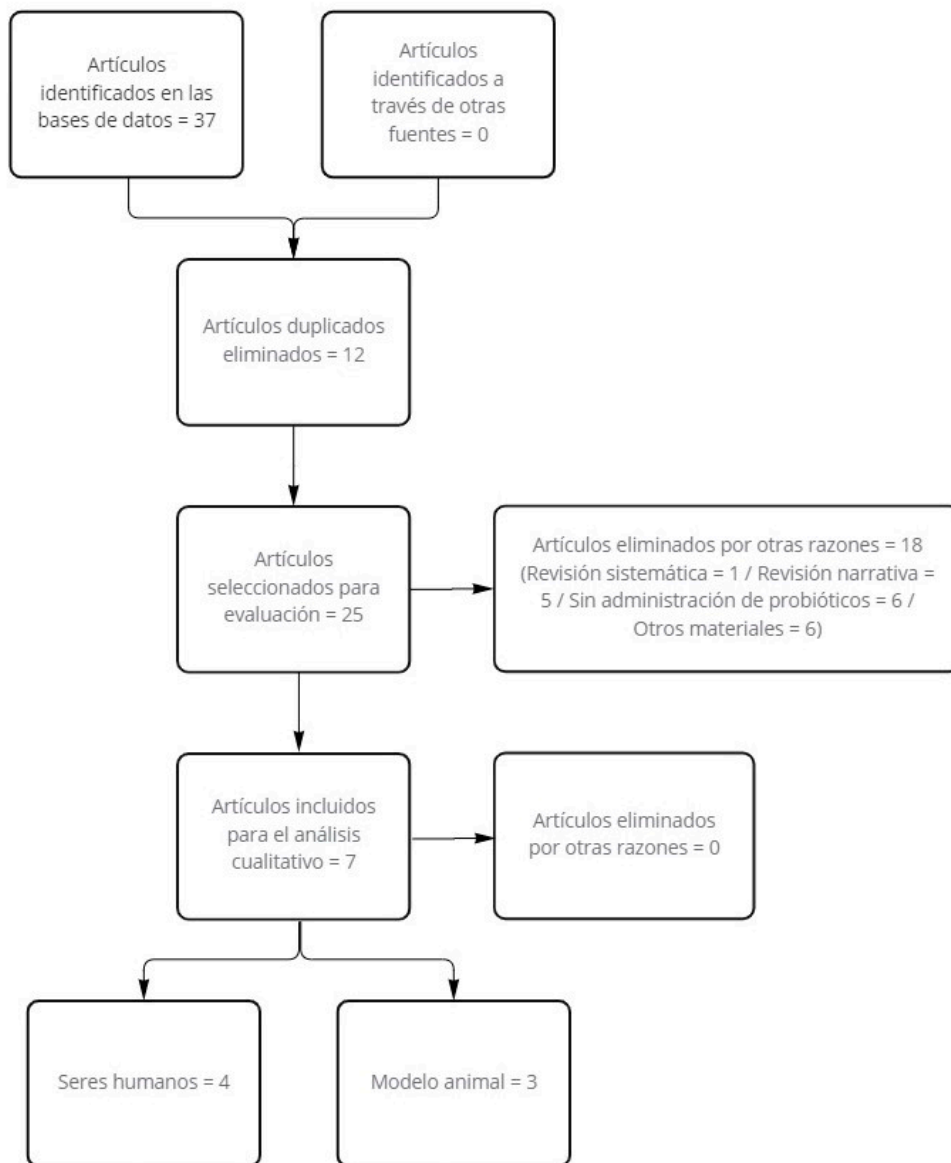 Artículos
identificados en las
bases de datos = 37
Artículos
identificados a
través de otras
fuentes = 0
Artículos duplicados
eliminados = 12
Artículos
seleccionados para
evaluación = 25
Artículos eliminados por otras razones = 18
(Revisión sistemática = 1 / Revisión narrativa =
5 / Sin administración de probióticos = 6 /
Otros materiales = 6)
Artículos incluidos
para el análisis
cualitativo = 7
Artículos eliminados
por otras razones = 0
Seres humanos = 4
Modelo animal = 3